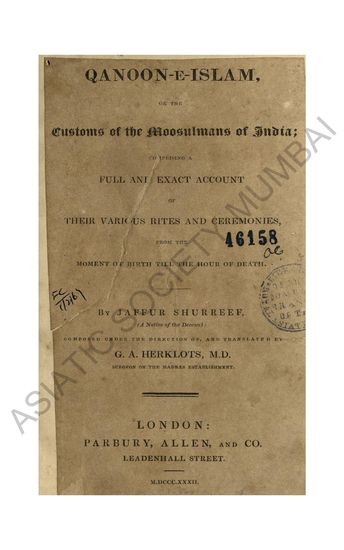 QANOON-E-ISLAM,
OR THE
Customs of the Moosulmans of India;
COMPRISING A
FULL AND EXACT ACCOUNT
OF
THEIR VARIOUS RITES AND CEREMONIES,
FROM THE
46158
MOMENT OF BIRTH TILL THE HOUR OF DEATH.
BY JAFFUR SHURREEF,
(A Native of the Deccan);
COMPOSED UNDER THE DIRECTION OF, AND TRANSLATED BY
G. A. HERKLOTS, M.D.
SURGEON ON THE MADRAS ESTABLISHMENT.
LONDON:
PARBURY, ALLEN, AND CO.
LEADENHALL STREET.
M.DCCC.XXXII.
ASIATIC SOCIETY MUMBAI